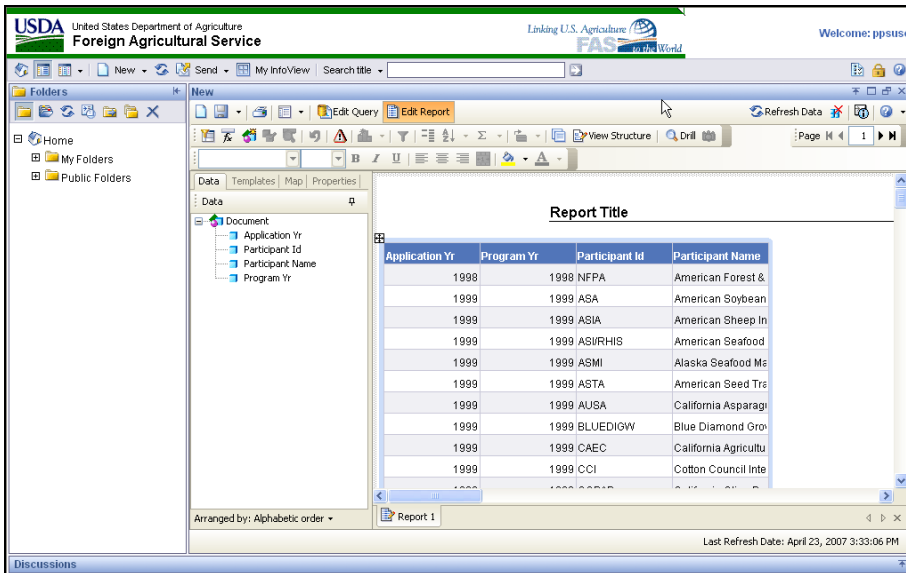 USDA United States Department of Agriculture
Foreign Agricultural Service
Linking U.S. Agriculture
FAS to the World
Welcome: ppsus
New Send My InfoView Search title
Folders
New
Edit Query Edit Report Refresh Data
View Structure Drill Page 1
B I U A
Home
My Folders
Public Folders
Data Templates Map Properties
Data
Document
Application Yr
Participant Id
Participant Name
Program Yr
Report Title
Application Yr Program Yr Participant Id Participant Name
1998 1998 NFPA American Forest &
1999 1999 ASA American Soybean
1999 1999 ASIA American Sheep In
1999 1999 ASI/RHIS American Seafood
1999 1999 ASMI Alaska Seafood Ma
1999 1999 ASTA American Seed Tra
1999 1999 AUSA California Asparag
1999 1999 BLUEDIGW Blue Diamond Gro
1999 1999 CAEC California Agricultu
1999 1999 CCI Cotton Council Inte
Arranged by: Alphabetic order
Report 1
Last Refresh Date: April 23, 2007 3:33:06 PM
Discussions